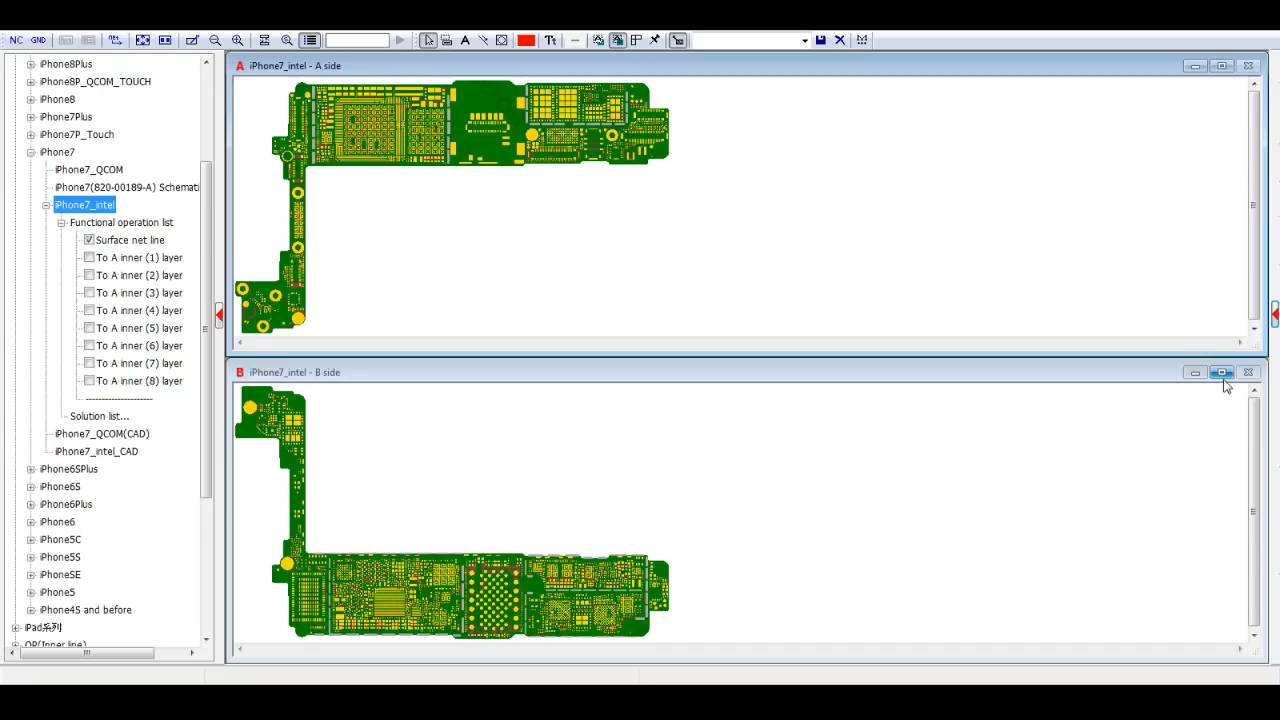 NC GND
Tt
iPhone8Plus
iPhone8P_QCOM_TOUCH
iPhone8
iPhone7Plus
iPhone7P_Touch
iPhone7
iPhone7_QCOM
iPhone7(820-00189-A) Schemati
iPhone7_intel
Functional operation list
Surface net line
To A inner (1) layer
To A inner (2) layer
To A inner (3) layer
To A inner (4) layer
To A inner (5) layer
To A inner (6) layer
To A inner (7) layer
To A inner (8) layer
--------------------
Solution list...
iPhone7_QCOM(CAD)
iPhone7_intel_CAD
iPhone6SPlus
iPhone6S
iPhone6Plus
iPhone6
iPhone5C
iPhone5S
iPhoneSE
iPhone5
iPhone4S and before
iPad系列
OP(Inner line)
A iPhone7_intel - A side
B iPhone7_intel - B side